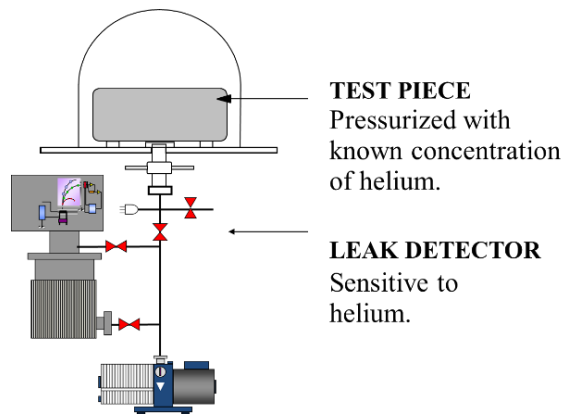 TEST PIECE
Pressurized with
known concentration
of helium.
LEAK DETECTOR
Sensitive to
helium.